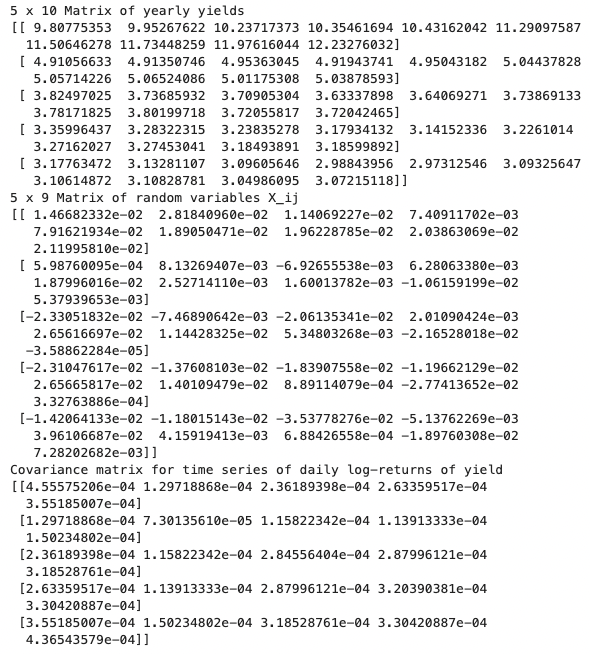 5 x 10 Matrix of yearly yields
[[ 9.80775353  9.95267622 10.23717373 10.35461694 10.43162042 11.29097587
  11.50646278 11.73448259 11.97616044 12.23276032]
 [ 4.91056633  4.91350746  4.95363045  4.91943741  4.95043182  5.04437828
   5.05714226  5.06524086  5.01175308  5.03878593]
 [ 3.82497025  3.73685932  3.70905304  3.63337898  3.64069271  3.73869133
   3.78171825  3.80199718  3.72055817  3.72042465]
 [ 3.35996437  3.28322315  3.23835278  3.17934132  3.14152336  3.2261014
   3.27162027  3.27453041  3.18493891  3.18599892]
 [ 3.17763472  3.13281107  3.09605646  2.98843956  2.97312546  3.09325647
   3.10614872  3.10828781  3.04986095  3.07215118]]
5 x 9 Matrix of random variables X_ij
[[ 1.46682332e-02  2.81840960e-02  1.14069227e-02  7.40911702e-03
   7.91621934e-02  1.89050471e-02  1.96228785e-02  2.03863069e-02
   2.11995810e-02]
 [ 5.98760095e-04  8.13269407e-03 -6.92655538e-03  6.28063380e-03
   1.87996016e-02  2.52714110e-03  1.60013782e-03 -1.06159199e-02
   5.37939653e-03]
 [-2.33051832e-02 -7.46890642e-03 -2.06135341e-02  2.01090424e-03
   2.65616697e-02  1.14428325e-02  5.34803268e-03 -2.16528018e-02
  -3.58862284e-05]
 [-2.31047617e-02 -1.37608103e-02 -1.83907558e-02 -1.19662129e-02
   2.65665817e-02  1.40109479e-02  8.89114079e-04 -2.77413652e-02
   3.32763886e-04]
 [-1.42064133e-02 -1.18015143e-02 -3.53778276e-02 -5.13762269e-03
   3.96106687e-02  4.15919413e-03  6.88426558e-04 -1.89760308e-02
   7.28202682e-03]]
Covariance matrix for time series of daily log-returns of yield
[[4.55575206e-04 1.29718868e-04 2.36189398e-04 2.63359517e-04
  3.55185007e-04]
 [1.29718868e-04 7.30135610e-05 1.15822342e-04 1.13913333e-04
  1.50234802e-04]
 [2.36189398e-04 1.15822342e-04 2.84556404e-04 2.87996121e-04
  3.18528761e-04]
 [2.63359517e-04 1.13913333e-04 2.87996121e-04 3.20390381e-04
  3.30420887e-04]
 [3.55185007e-04 1.50234802e-04 3.18528761e-04 3.30420887e-04
  4.36543579e-04]]